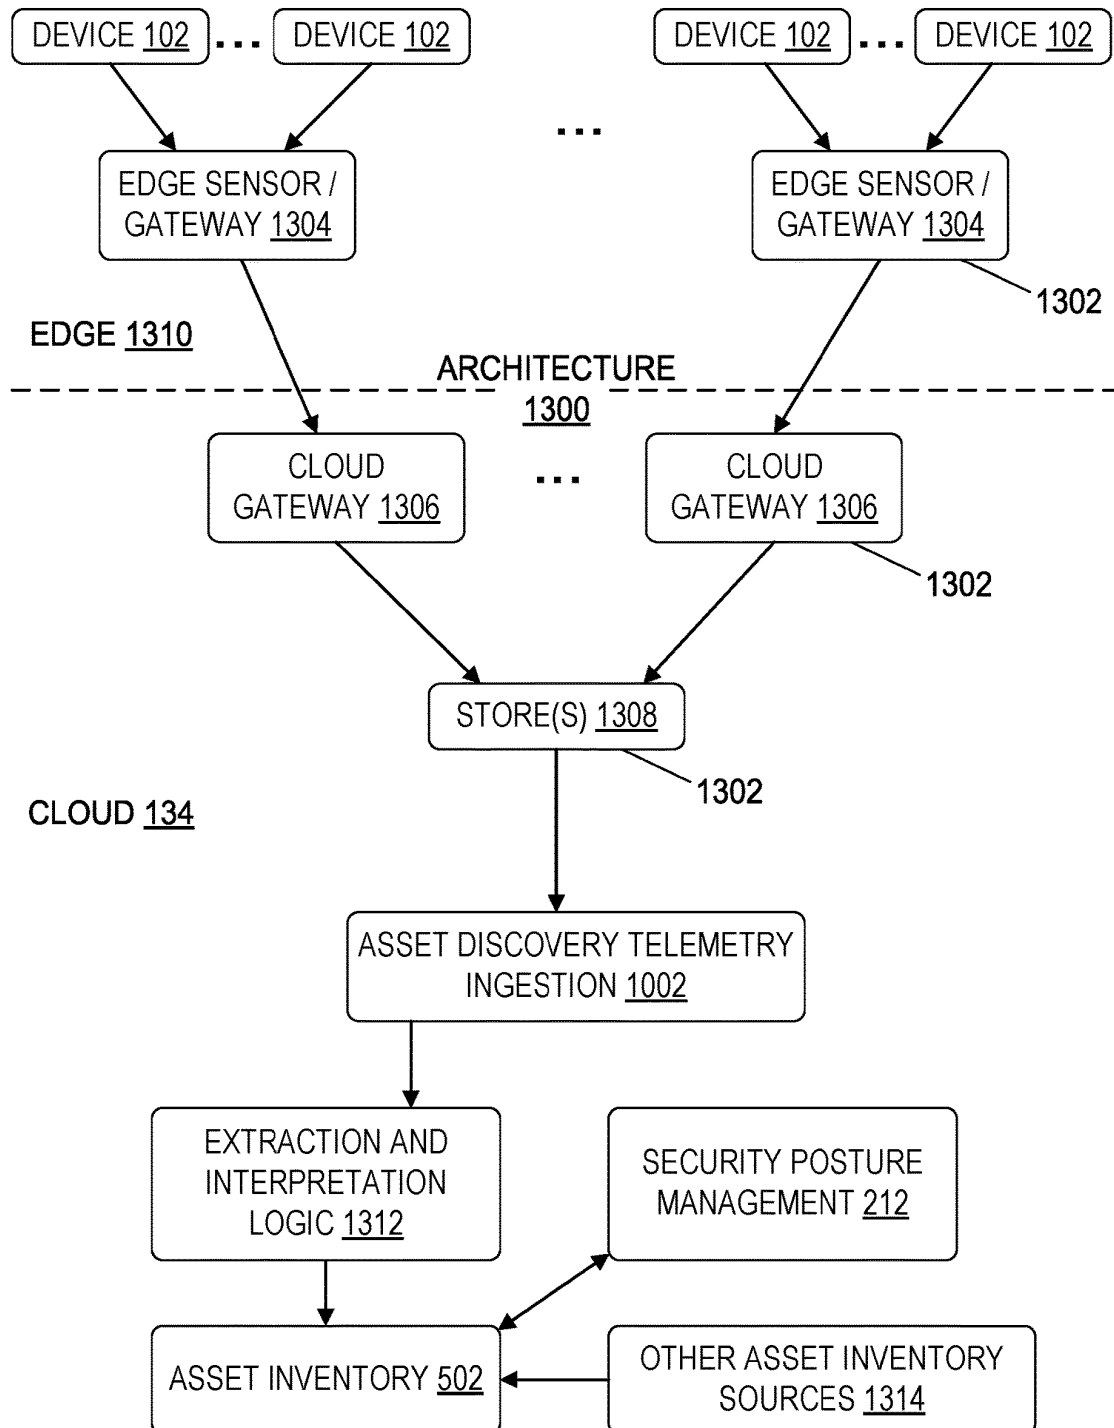 DEVICE 102 ... DEVICE 102 DEVICE 102 ... DEVICE 102
...
EDGE SENSOR /
GATEWAY 1304
EDGE SENSOR /
GATEWAY 1304
1302
EDGE 1310
ARCHITECTURE
1300
CLOUD
GATEWAY 1306
...
CLOUD
GATEWAY 1306
1302
STORE(S) 1308
1302
CLOUD 134
ASSET DISCOVERY TELEMETRY
INGESTION 1002
EXTRACTION AND
INTERPRETATION
LOGIC 1312
SECURITY POSTURE
MANAGEMENT 212
ASSET INVENTORY 502
OTHER ASSET INVENTORY
SOURCES 1314